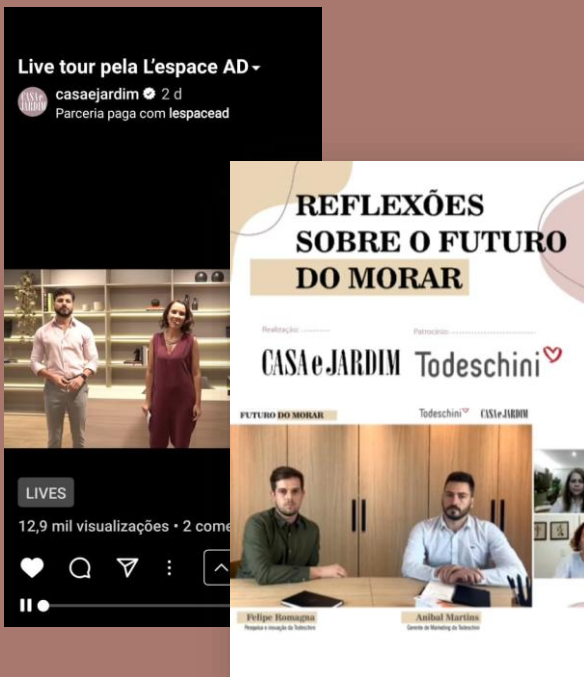 Live tour pela L'espace AD
CASA e JARDIM
casaejardim 2 d
Parceria paga com lespacead
LIVES
12,9 mil visualizações • 2 come
REFLEXÕES
SOBRE O FUTURO
DO MORAR
Realização:
Patrocínio:
CASA e JARDIM
Todeschini
FUTURO DO MORAR
Todeschini
CASA e JARDIM
Felipe Romagna
Pesquisa e inovação da Todeschini
Anibal Martins
Gerente de Marketing da Todeschini